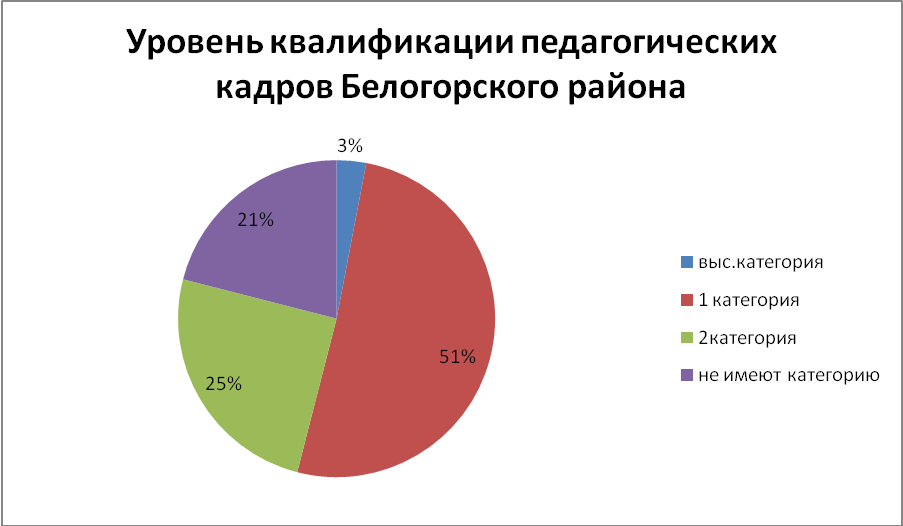 Уровень квалификации педагогических
кадров Белогорского района
3%
21%
51%
25%
выс.категория
1 категория
2категория
не имеют категорию